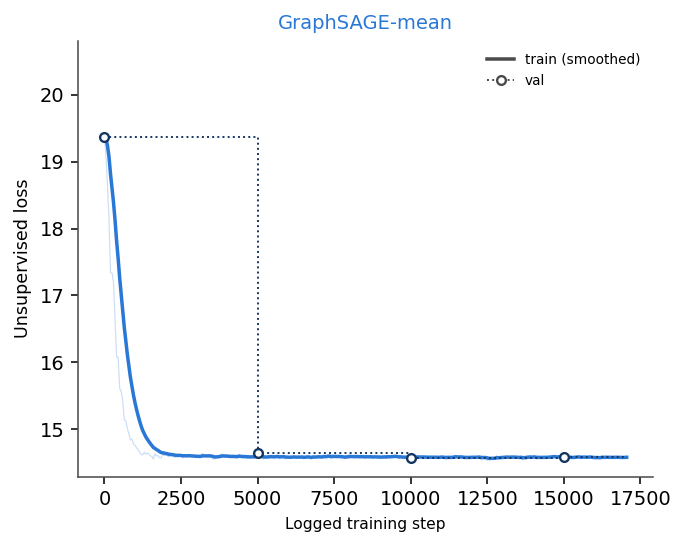 GraphSAGE-mean
train (smoothed)
val
Unsupervised loss
20
19
18
17
16
15
0 2500 5000 7500 10000 12500 15000 17500
Logged training step